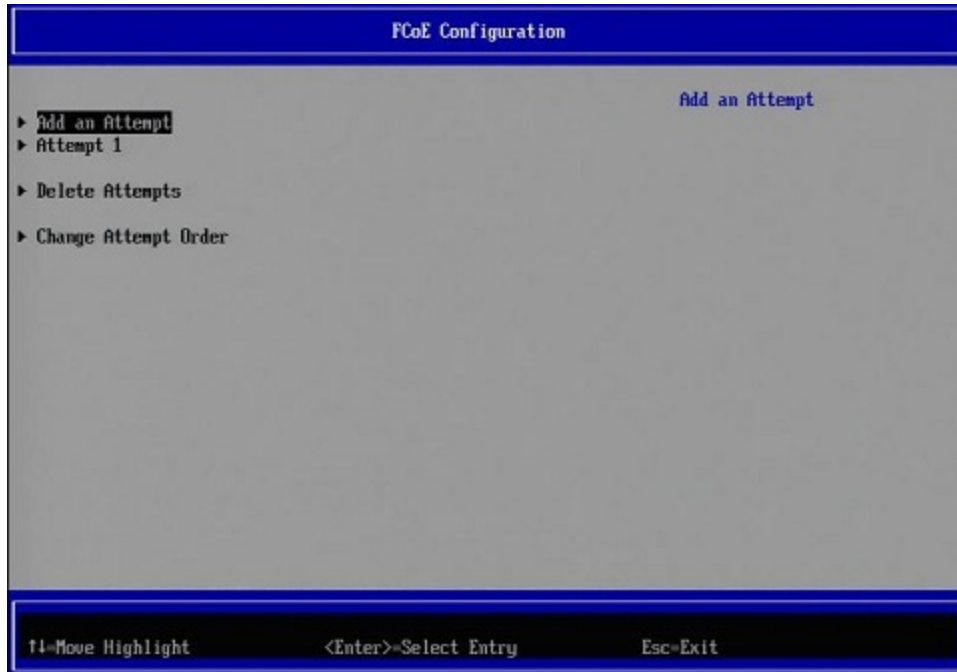 FCoE Configuration
Add an Attempt
▶ Add an Attempt
▶ Attempt 1
▶ Delete Attempts
▶ Change Attempt Order
↑↓=Move Highlight <Enter>=Select Entry Esc=Exit